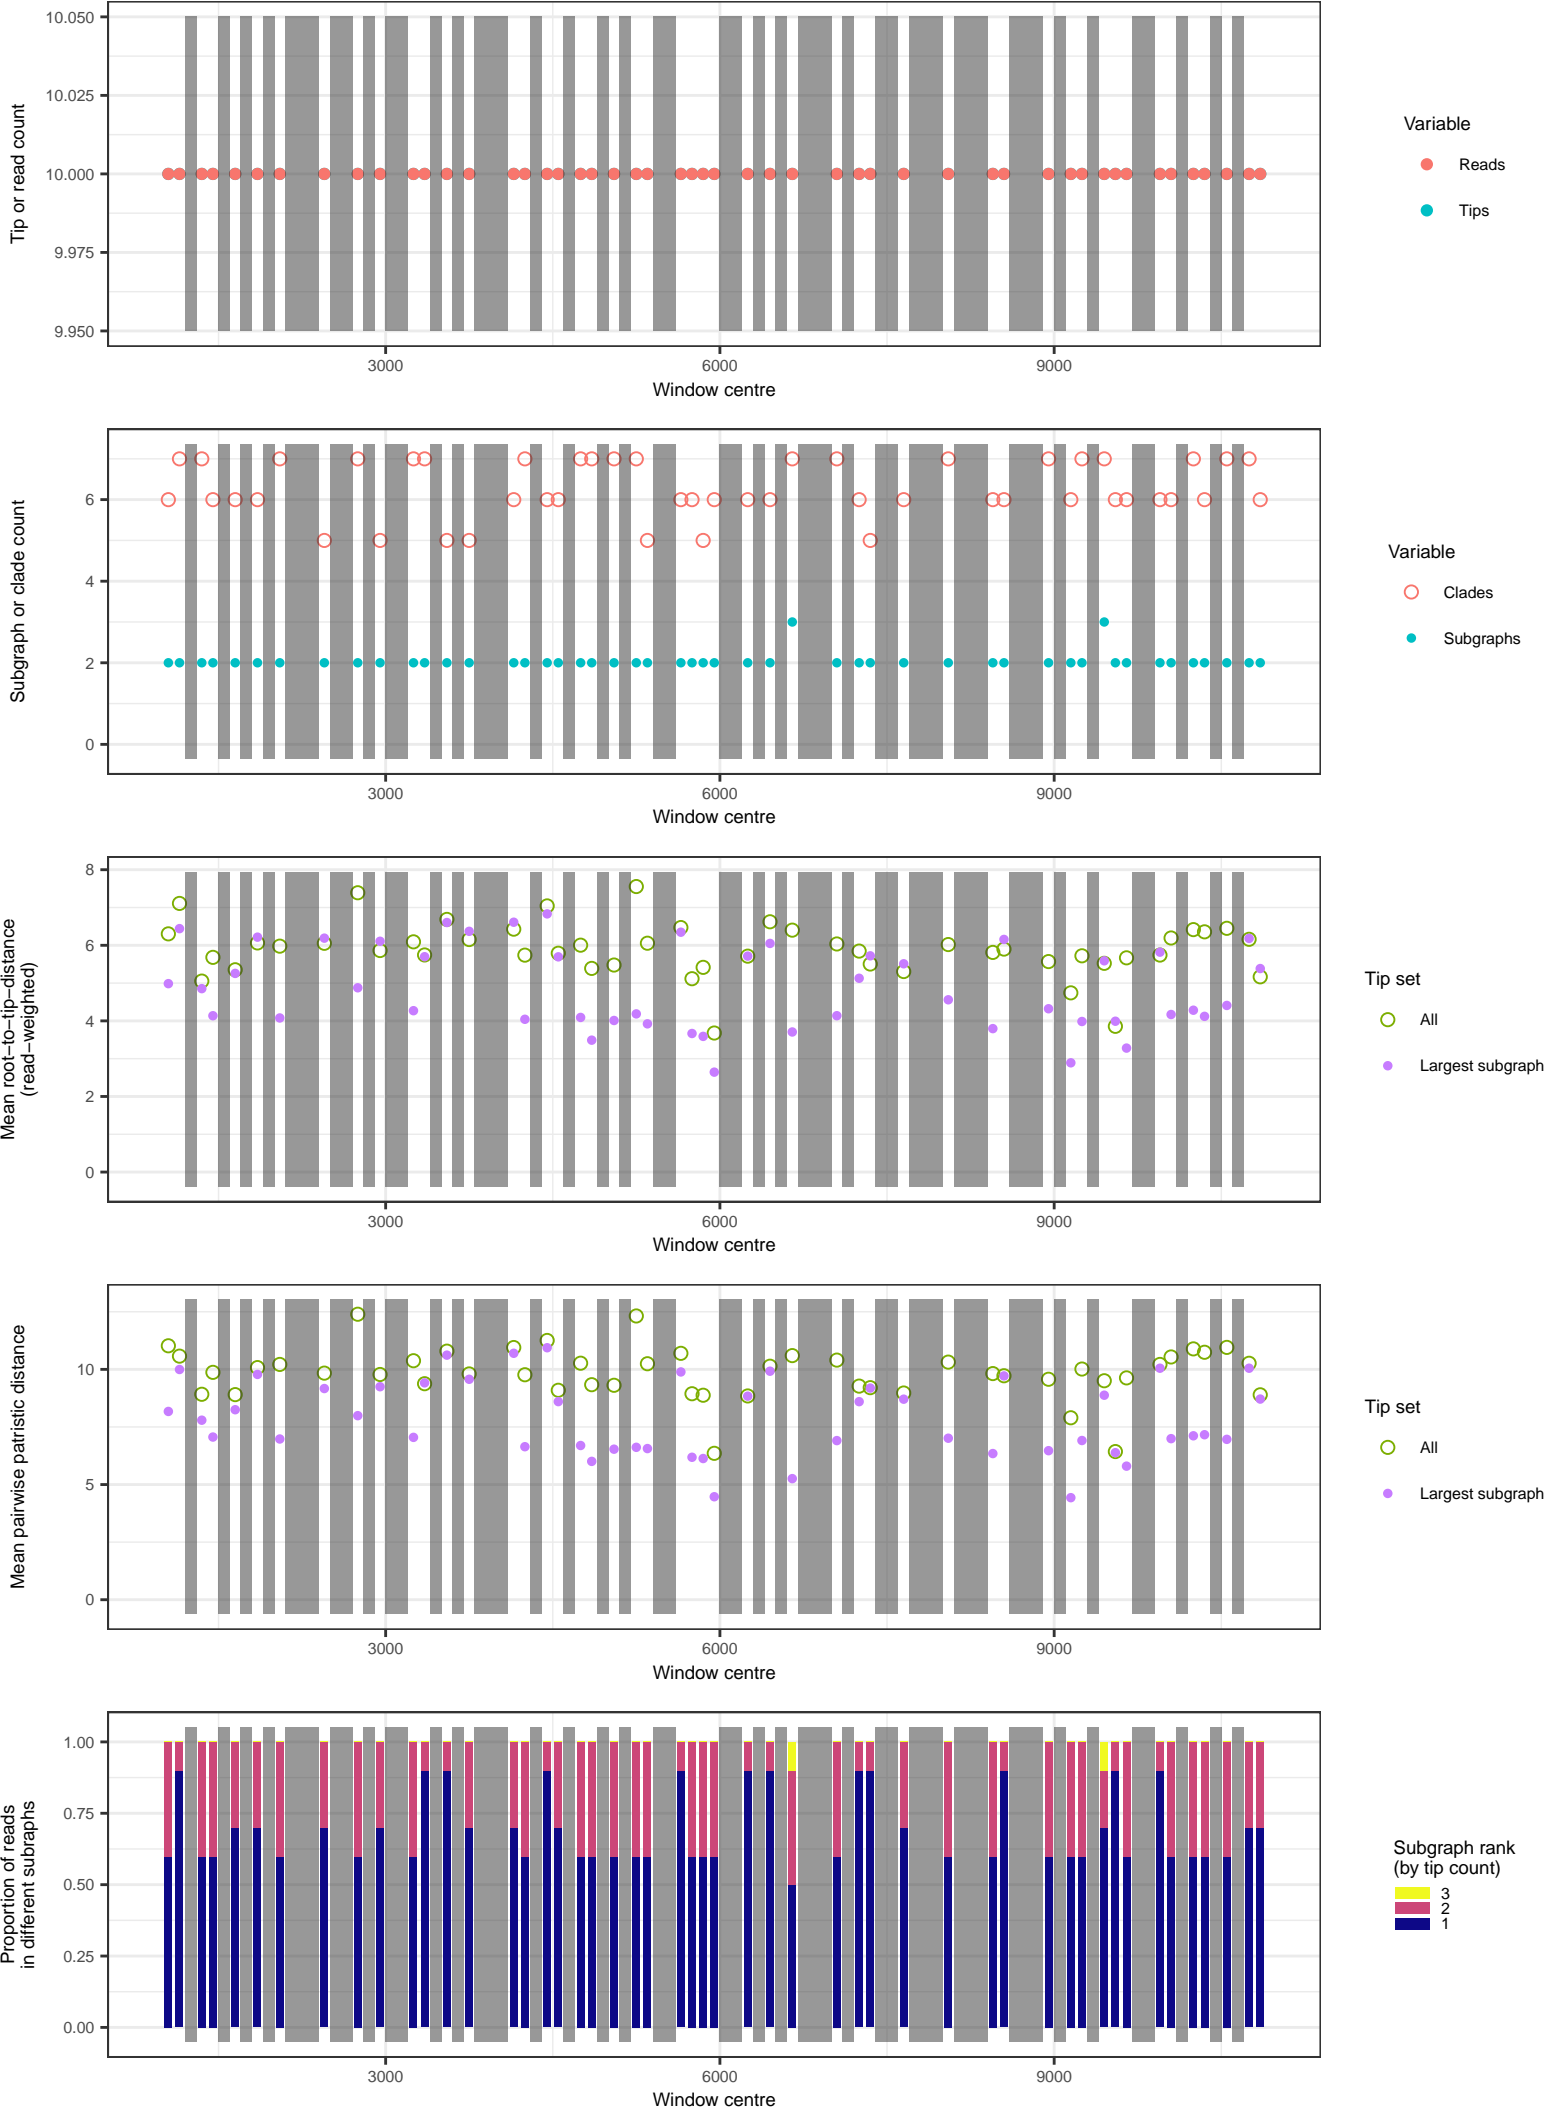 10.050
10.025
10.000
9.975
9.950
Tip or read count
3000
6000
9000
Window centre
Variable
Reads
Tips
6
4
2
0
Subgraph or clade count
3000
6000
9000
Window centre
Variable
Clades
Subgraphs
8
6
4
2
0
Mean root−to−tip−distance
(read−weighted)
3000
6000
9000
Window centre
Tip set
All
Largest subgraph
10
5
0
Mean pairwise patristic distance
3000
6000
9000
Window centre
Tip set
All
Largest subgraph
1.00
0.75
0.50
0.25
0.00
Proportion of reads
in different subraphs
3000
6000
9000
Window centre
Subgraph rank
(by tip count)
3
2
1